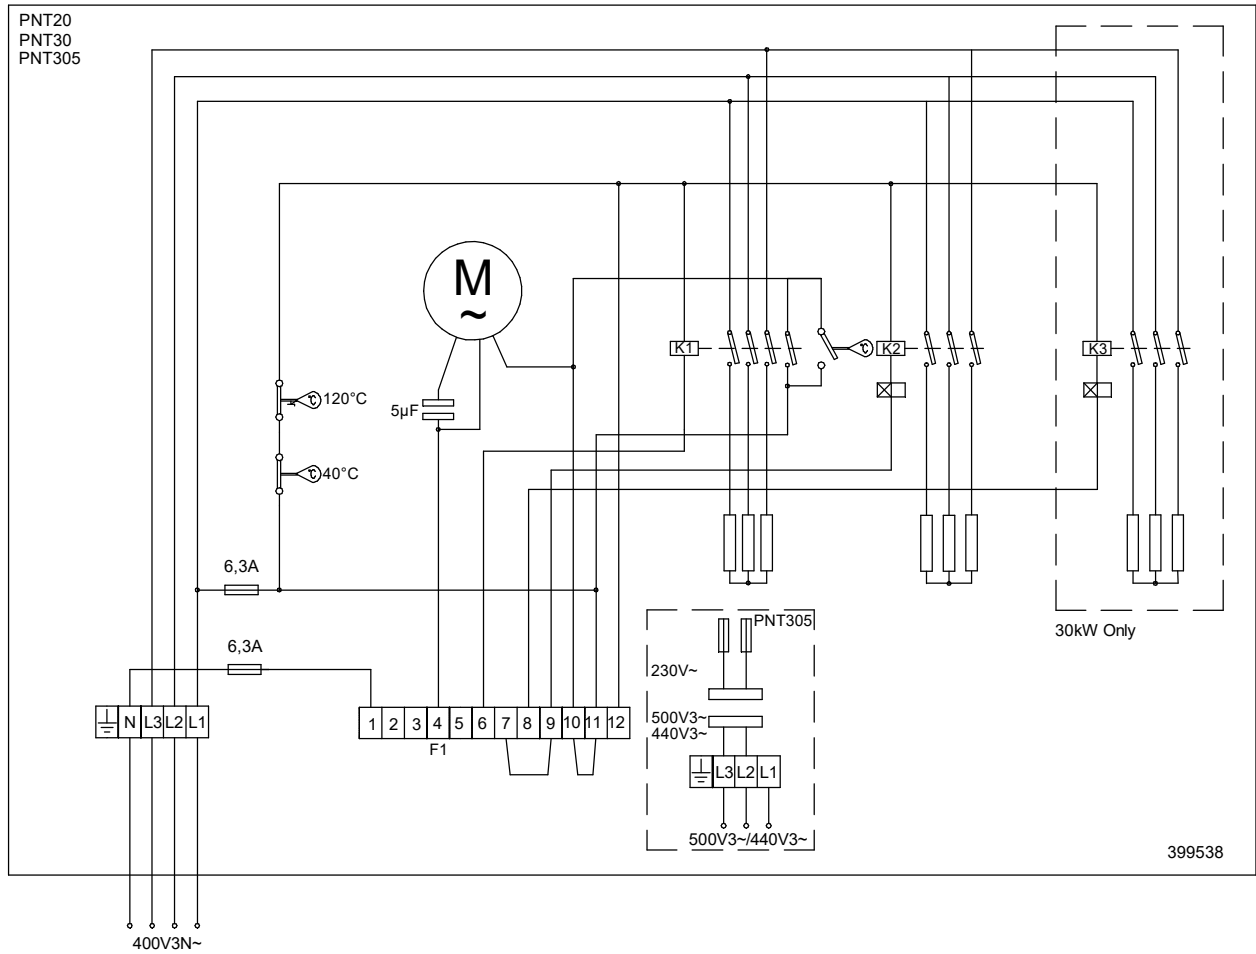 PNT20
PNT30
PNT305
M
~
K1
℃
K2
K3
5µF
℃ 120°C
℃ 40°C
6,3A
6,3A
PNT305
30kW Only
230V~
N L3 L2 L1
1 2 3 4 5 6 7 8 9 10 11 12
500V3~
440V3~
F1
L3 L2 L1
500V3~/440V3~
399538
400V3N~